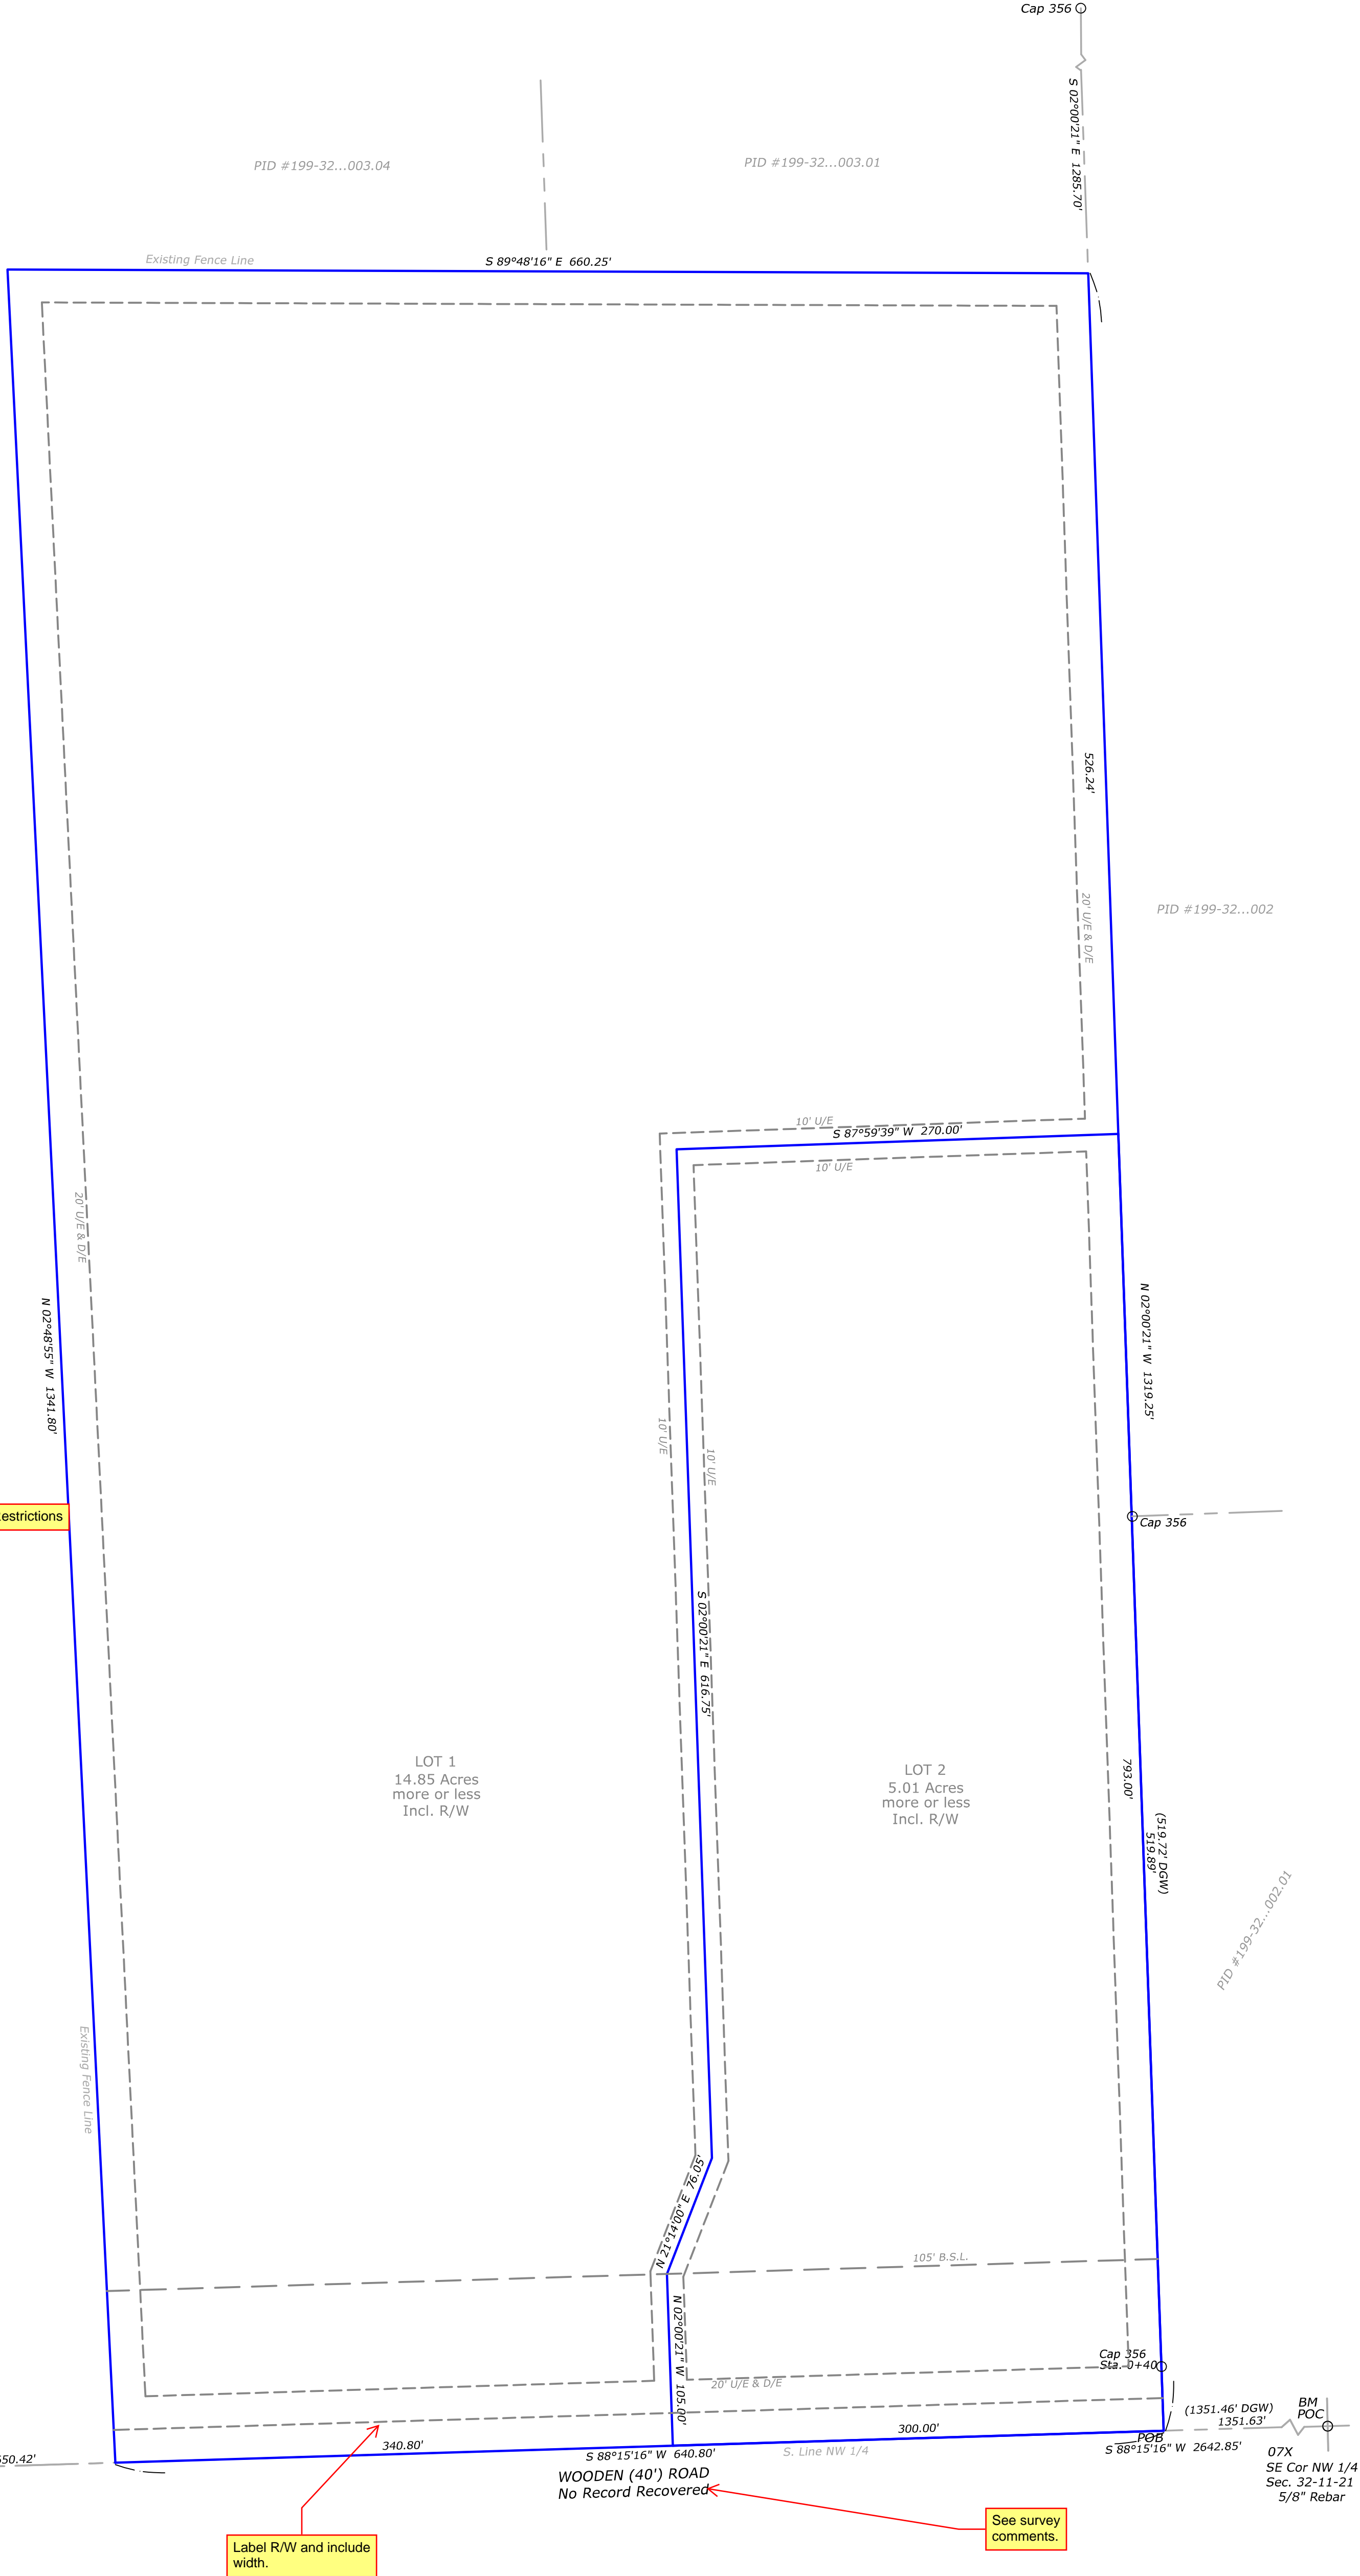 Cap 356
S 02°00'21" E  1285.70'
PID #199-32...003.04
PID #199-32...003.01
Existing Fence Line
S 89°48'16" E  660.25'
526.24'
20' U/E & D/E
PID #199-32...002
10' U/E
S 87°59'39" W  270.00'
10' U/E
20' U/E & D/E
N 02°48'55" W  1341.80'
N 02°00'21" W  1319.25'
10' U/E
10' U/E
Cap 356
S 02°00'21" E  616.75'
LOT 1
14.85 Acres
more or less
Incl. R/W
LOT 2
5.01 Acres
more or less
Incl. R/W
793.00'
(519.72' DGW)
519.89'
PID #199-32...002.01
Existing Fence Line
N 21°14'00" E  76.05'
105' B.S.L.
N 02°00'21" W  105.00'
Cap 356
Sta. 0+40
20' U/E & D/E
(1351.46' DGW)
1351.63'
BM
POC
300.00'
POB
340.80'
S 88°15'16" W  640.80'
S. Line NW 1/4
S 88°15'16" W  2642.85'
07X
SE Cor NW 1/4
Sec. 32-11-21
5/8" Rebar
WOODEN (40') ROAD
No Record Recovered
See survey
comments.
Label R/W and include
width.